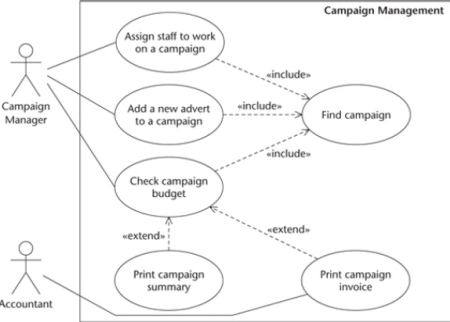 Campaign Management
Assign staff to work
on a campaign
«include»
Campaign
Manager
Add a new advert
to a campaign
«include»
Find campaign
«include»
Check campaign
budget
«extend»
«extend»
Print campaign
summary
Print campaign
invoice
Accountant